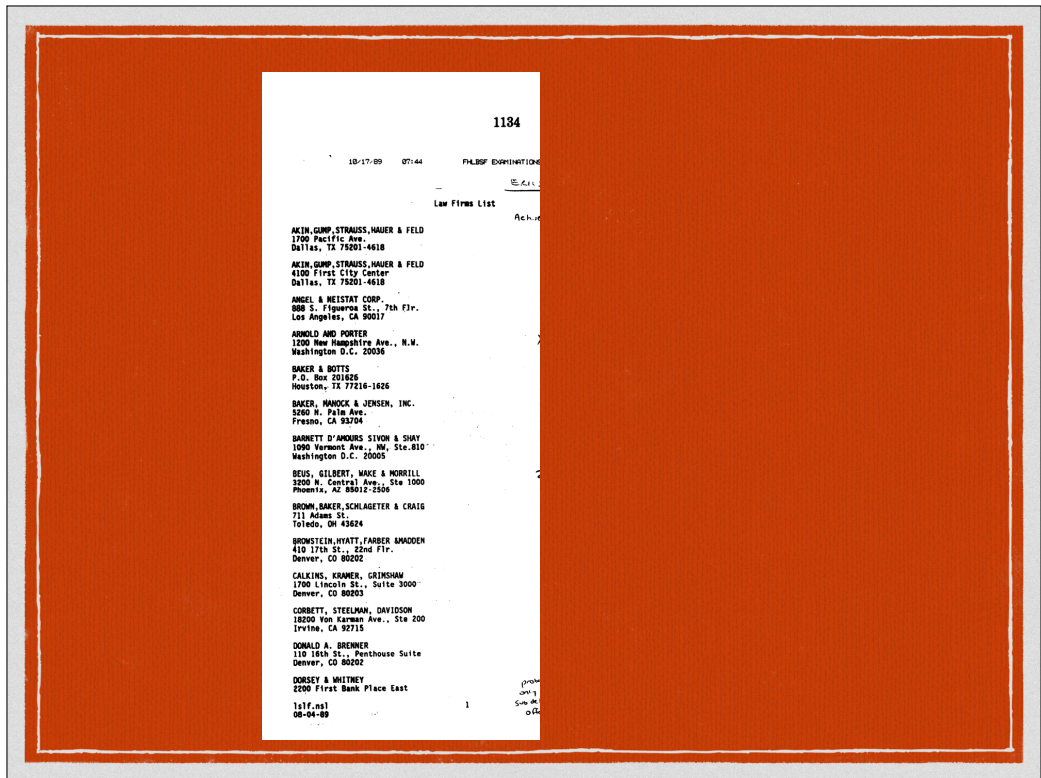 1134
10/17/89 07:44 FHLBSF EXAMINATIONS
Law Firms List
AKIN,GUMP,STRAUSS,HAUER & FELD
1700 Pacific Ave.
Dallas, TX 75201-4618
AKIN,GUMP,STRAUSS,HAUER & FELD
4100 First City Center
Dallas, TX 75201-4618
ANGEL & NEISTAT CORP.
888 S. Figueroa St., 7th Flr.
Los Angeles, CA 90017
ARNOLD AND PORTER
1200 New Hampshire Ave., N.W.
Washington D.C. 20036
BAKER & BOTTS
P.O. Box 201626
Houston, TX 77216-1626
BAKER, MANOCK & JENSEN, INC.
5260 N. Palm Ave.
Fresno, CA 93704
BARNETT D'AMOURS SIVON & SHAY
1090 Vermont Ave., NW, Ste.810
Washington D.C. 20005
BEUS, GILBERT, WAKE & MORRILL
3200 N. Central Ave., Ste 1000
Phoenix, AZ 85012-2506
BROWN,BAKER,SCHLAGETER & CRAIG
711 Adams St.
Toledo, OH 43624
BROWSTEIN,HYATT,FARBER &MADDEN
410 17th St., 22nd Flr.
Denver, CO 80202
CALKINS, KRAMER, GRIMSHAW
1700 Lincoln St., Suite 3000
Denver, CO 80203
CORBETT, STEELMAN, DAVIDSON
18200 Von Karman Ave., Ste 200
Irvine, CA 92715
DONALD A. BRENNER
110 16th St., Penthouse Suite
Denver, CO 80202
DORSEY & WHITNEY
2200 First Bank Place East
only
lslf.nsl 1
08-04-89